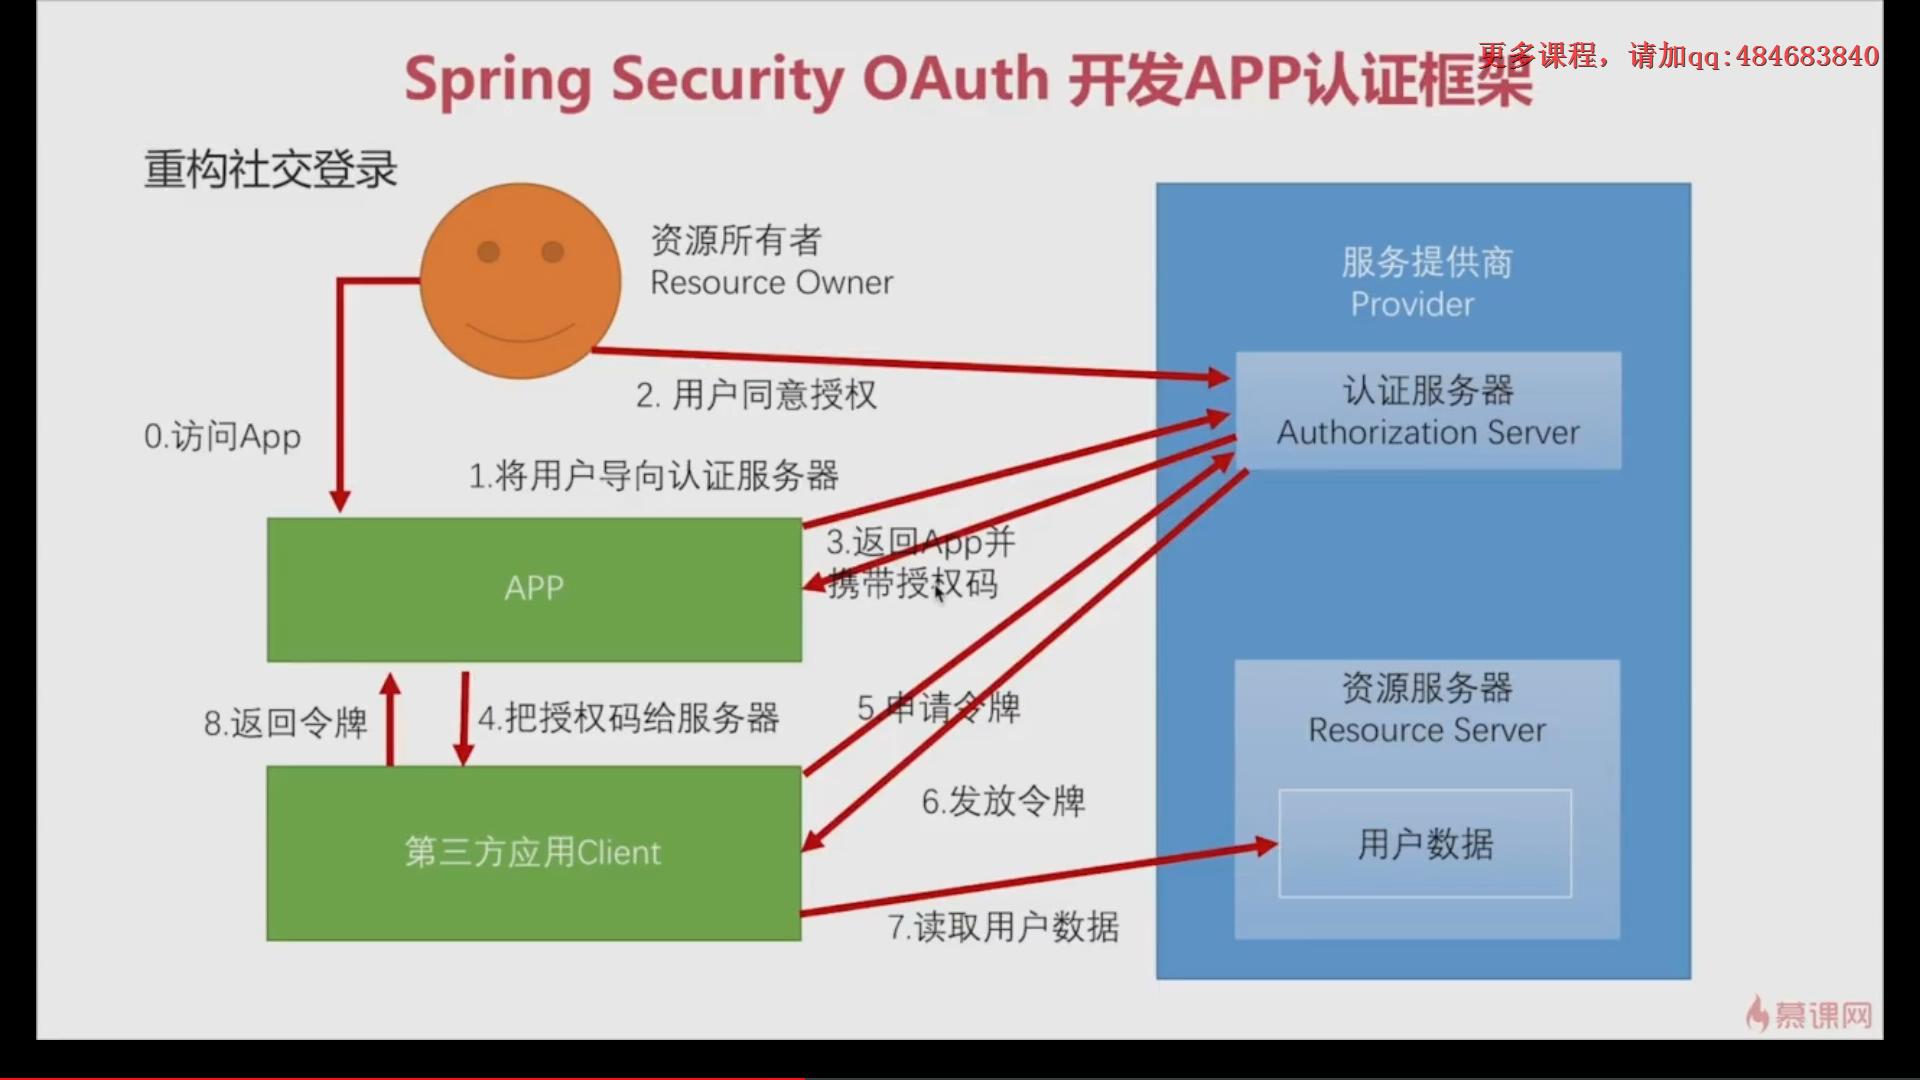 更多课程，请加qq:484683840
Spring Security OAuth 开发APP认证框架
重构社交登录
资源所有者
Resource Owner
服务提供商
Provider
2. 用户同意授权
认证服务器
Authorization Server
0.访问App
1.将用户导向认证服务器
3.返回App并
携带授权码
APP
8.返回令牌
4.把授权码给服务器
5.申请令牌
资源服务器
Resource Server
6.发放令牌
第三方应用Client
用户数据
7.读取用户数据
慕课网